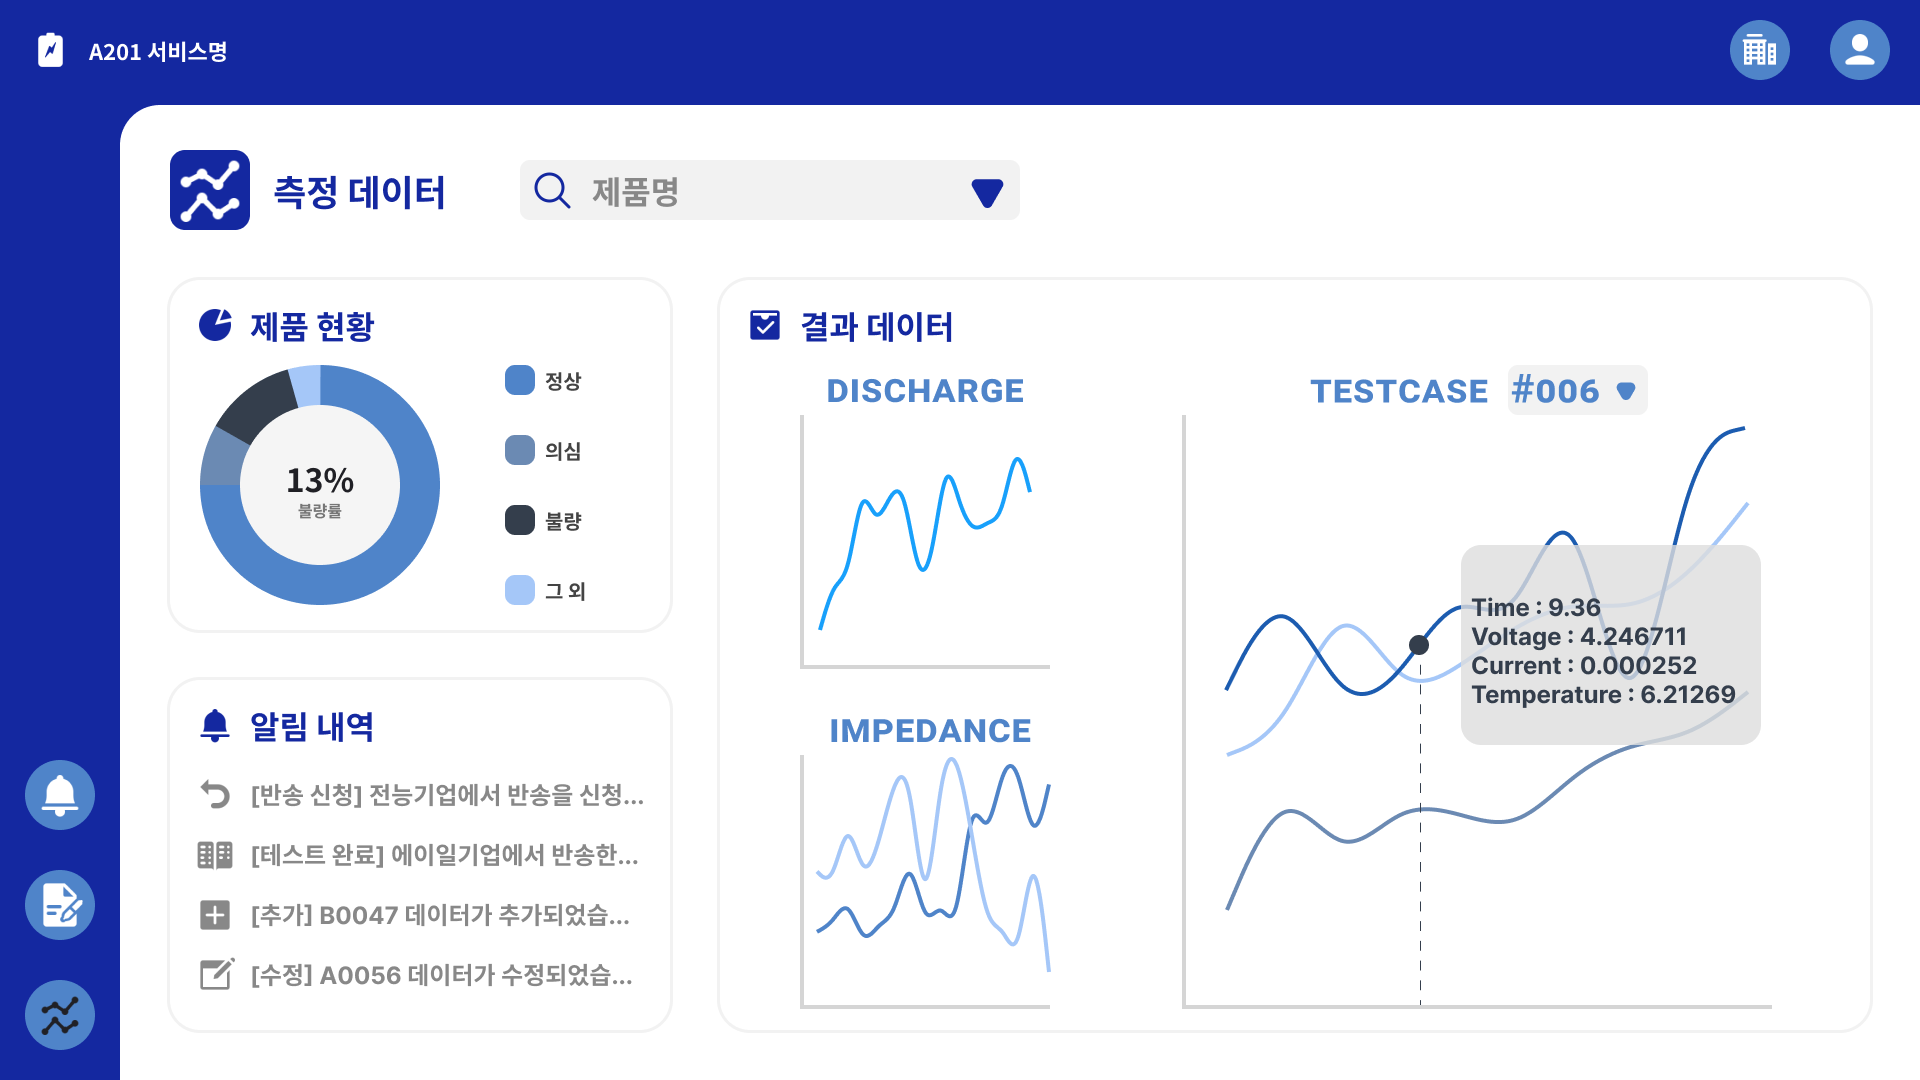 A201 서비스명
측정 데이터
제품명
제품 현황
13%
불량률
정상
의심
불량
그 외
알림 내역
[반송 신청] 전능기업에서 반송을 신청...
[테스트 완료] 에이일기업에서 반송한...
[추가] B0047 데이터가 추가되었습...
[수정] A0056 데이터가 수정되었습...
결과 데이터
DISCHARGE
IMPEDANCE
TESTCASE #006
Time : 9.36
Voltage : 4.246711
Current : 0.000252
Temperature : 6.21269